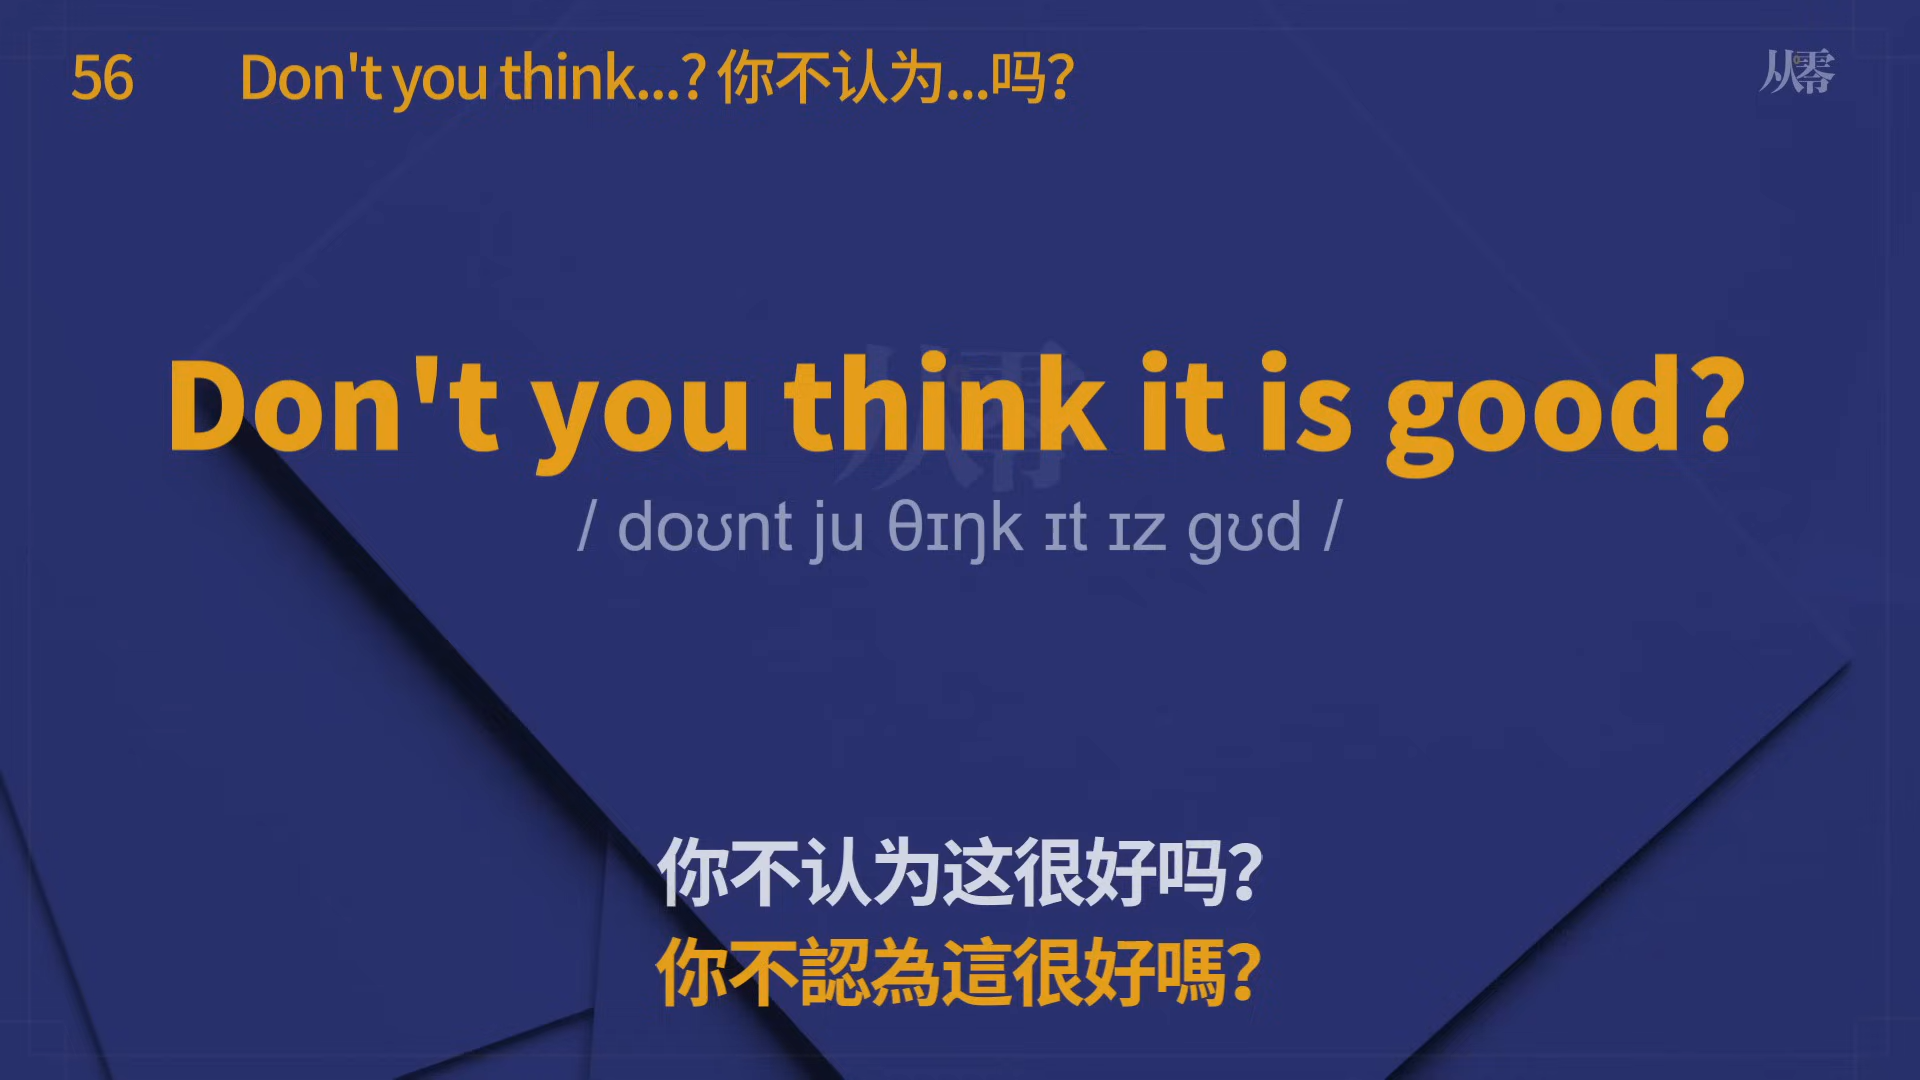 56 Don't you think...? 你不认为...吗?
从零
Don't you think it is good?
/ doʊnt ju θɪŋk ɪt ɪz gʊd /
你不认为这很好吗?
你不認為這很好嗎?